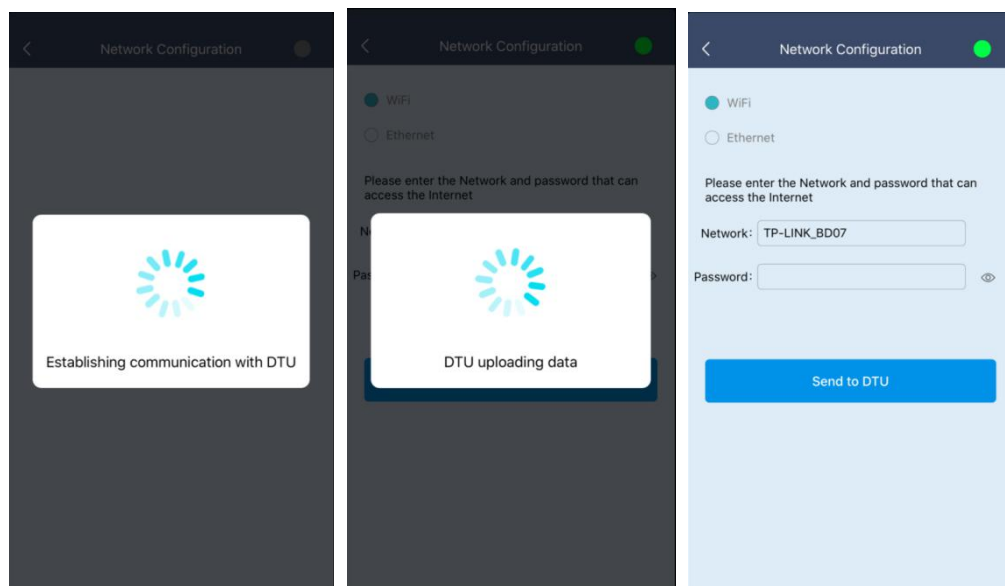 Network Configuration
Establishing communication with DTU
Network Configuration
WiFi
Ethernet
Please enter the Network and password that can
access the Internet
DTU uploading data
Network Configuration
WiFi
Ethernet
Please enter the Network and password that can
access the Internet
Network: TP-LINK_BD07
Password:
Send to DTU